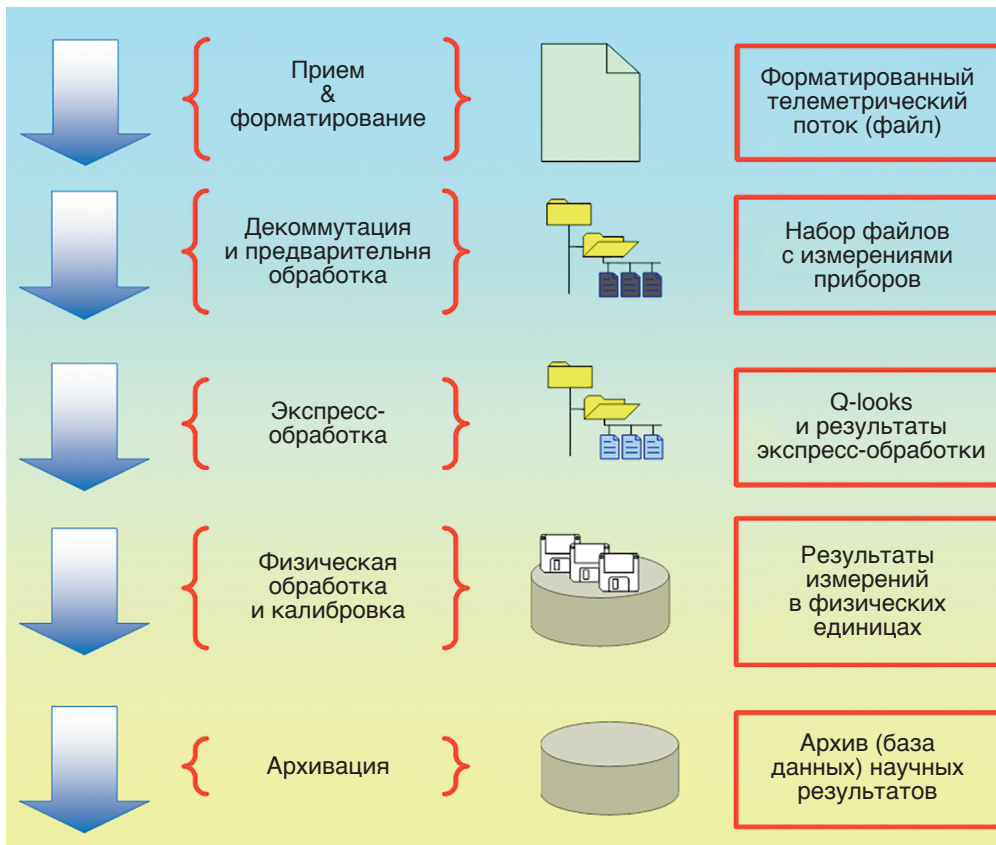 Прием
&
форматирование
Форматированный
телеметрический
поток (файл)
Декоммутация
и предварительня
обработка
Набор файлов
с измерениями
приборов
Экспресс-
обработка
Q-looks
и результаты
экспресс-обработки
Физическая
обработка
и калибровка
Результаты
измерений
в физических
единицах
Архивация
Архив (база
данных) научных
результатов